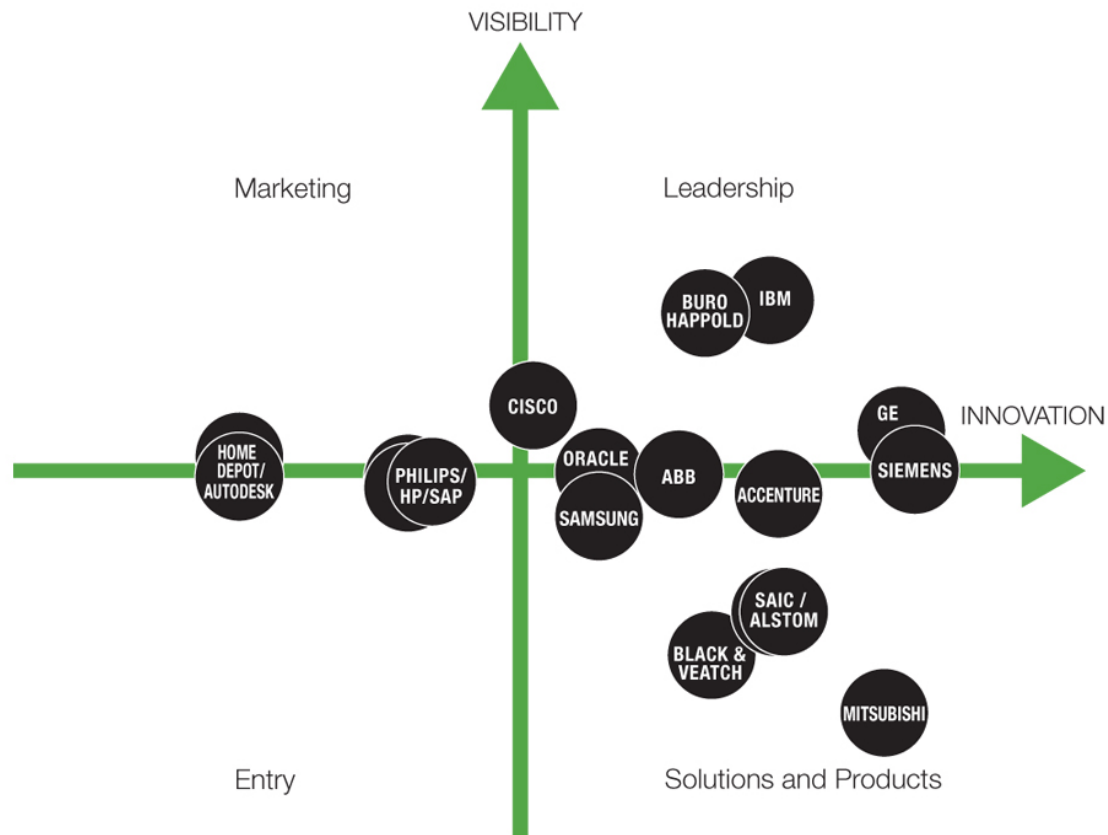 VISIBILITY
Marketing
Leadership
BURO
HAPPOLD
IBM
CISCO
GE
INNOVATION
HOME
DEPOT/
AUTODESK
PHILIPS/
HP/SAP
ORACLE
ABB
SIEMENS
ACCENTURE
SAMSUNG
SAIC /
ALSTOM
BLACK &
VEATCH
MITSUBISHI
Entry
Solutions and Products